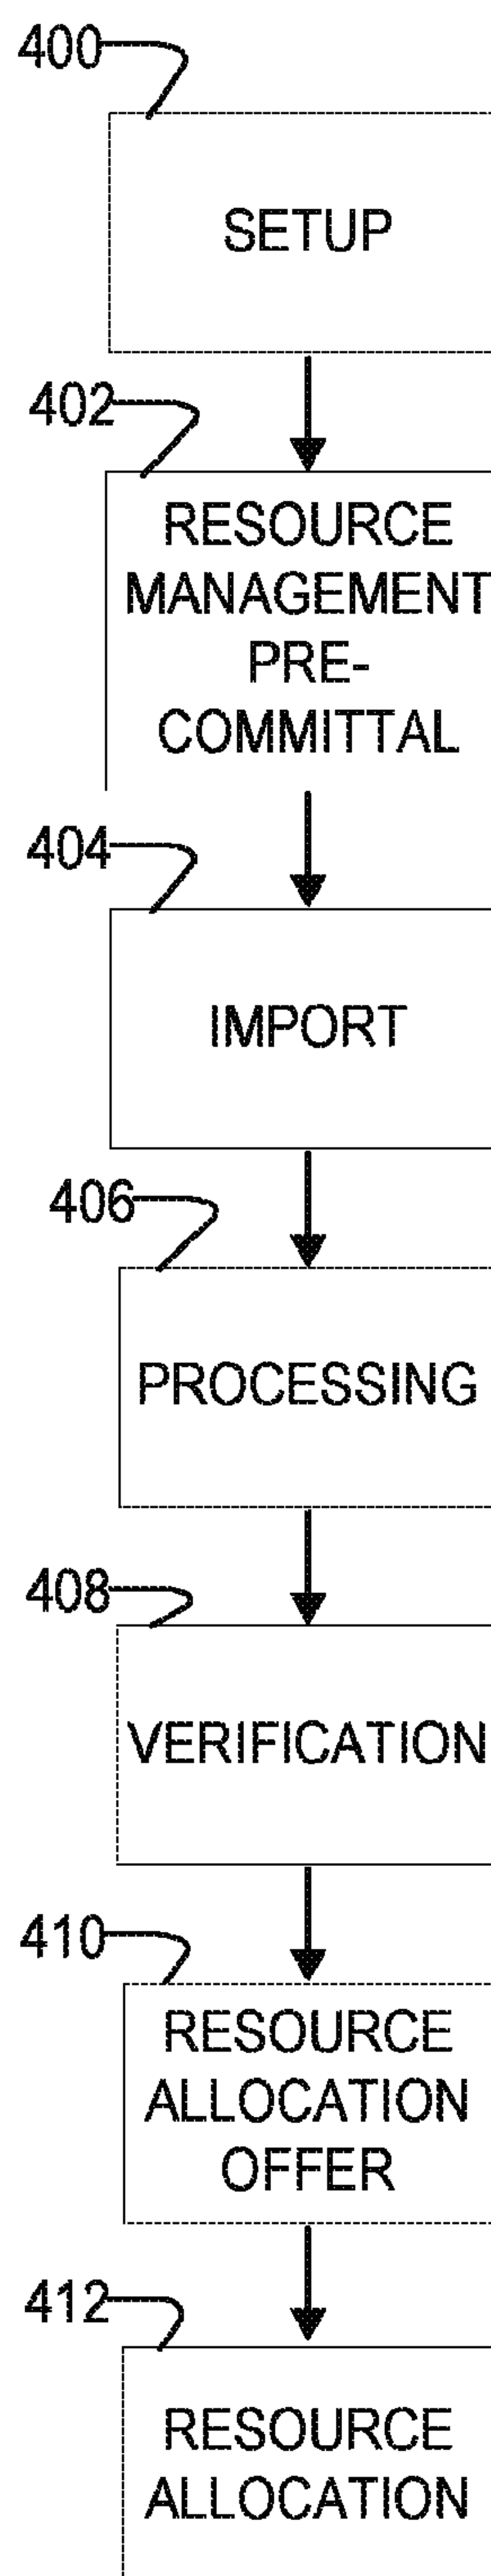 400
SETUP
402
RESOURCE
MANAGEMENT
PRE-
COMMITTAL
404
IMPORT
406
PROCESSING
408
VERIFICATION
410
RESOURCE
ALLOCATION
OFFER
412
RESOURCE
ALLOCATION